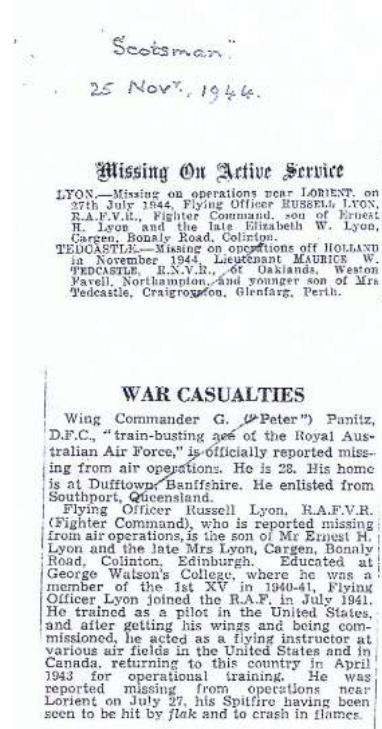 "Scotsman"
25 Novr., 1944.
Missing On Active Service
LYON.—Missing on operations near LORIENT, on
27th July 1944, Flying Officer RUSSELL LYON,
R.A.F.V.R., Fighter Command, son of Ernest
H. Lyon and the late Elizabeth W. Lyon,
Cargen, Bonaly Road, Colinton.
TEDCASTLE.—Missing on operations off HOLLAND
in November 1944, Lieutenant MAURICE W.
TEDCASTLE, R.N.V.R., of Oaklands, Weston
Favell, Northampton, and younger son of Mrs
Tedcastle, Craigrossfon, Glenfarg, Perth.
WAR CASUALTIES
Wing Commander G. ("Peter") Panitz,
D.F.C., "train-busting ace of the Royal Aus-
tralian Air Force," is officially reported miss-
ing from air operations. He is 28. His home
is at Dufftown, Banffshire. He enlisted from
Southport, Queensland.
Flying Officer Russell Lyon, R.A.F.V.R.
(Fighter Command), who is reported missing
from air operations, is the son of Mr Ernest H.
Lyon and the late Mrs Lyon, Cargen, Bonaly
Road, Colinton, Edinburgh. Educated at
George Watson's College, where he was a
member of the 1st XV in 1940-41, Flying
Officer Lyon joined the R.A.F. in July 1941.
He trained as a pilot in the United States,
and after getting his wings and being com-
missioned, he acted as a flying instructor at
various air fields in the United States and in
Canada, returning to this country in April
1943 for operational training. He was
reported missing from operations near
Lorient on July 27, his Spitfire having been
seen to be hit by flak and to crash in flames.